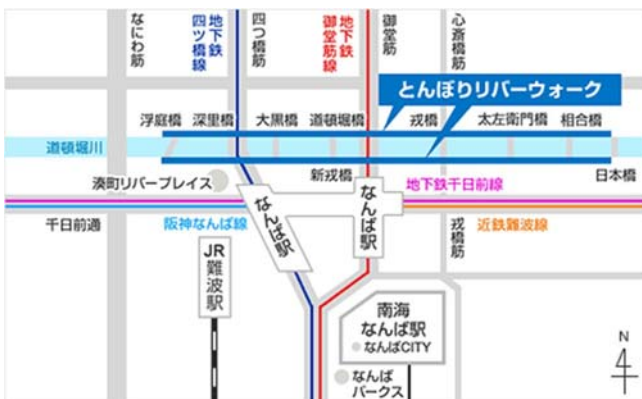 なにわ筋
地下鉄
四ツ橋線
四つ橋筋
地下鉄
御堂筋線
御堂筋
心斎橋筋
とんぼりリバーウォーク
浮庭橋
深里橋
大黒橋
道頓堀橋
戎橋
太左衛門橋
相合橋
道頓堀川
新戎橋
日本橋
湊町リバープレイス
地下鉄千日前線
なんば駅
なんば駅
千日前通
阪神なんば線
戎橋筋
近鉄難波線
JR
難波駅
南海
なんば駅
なんばCITY
なんば
パークス
N
4